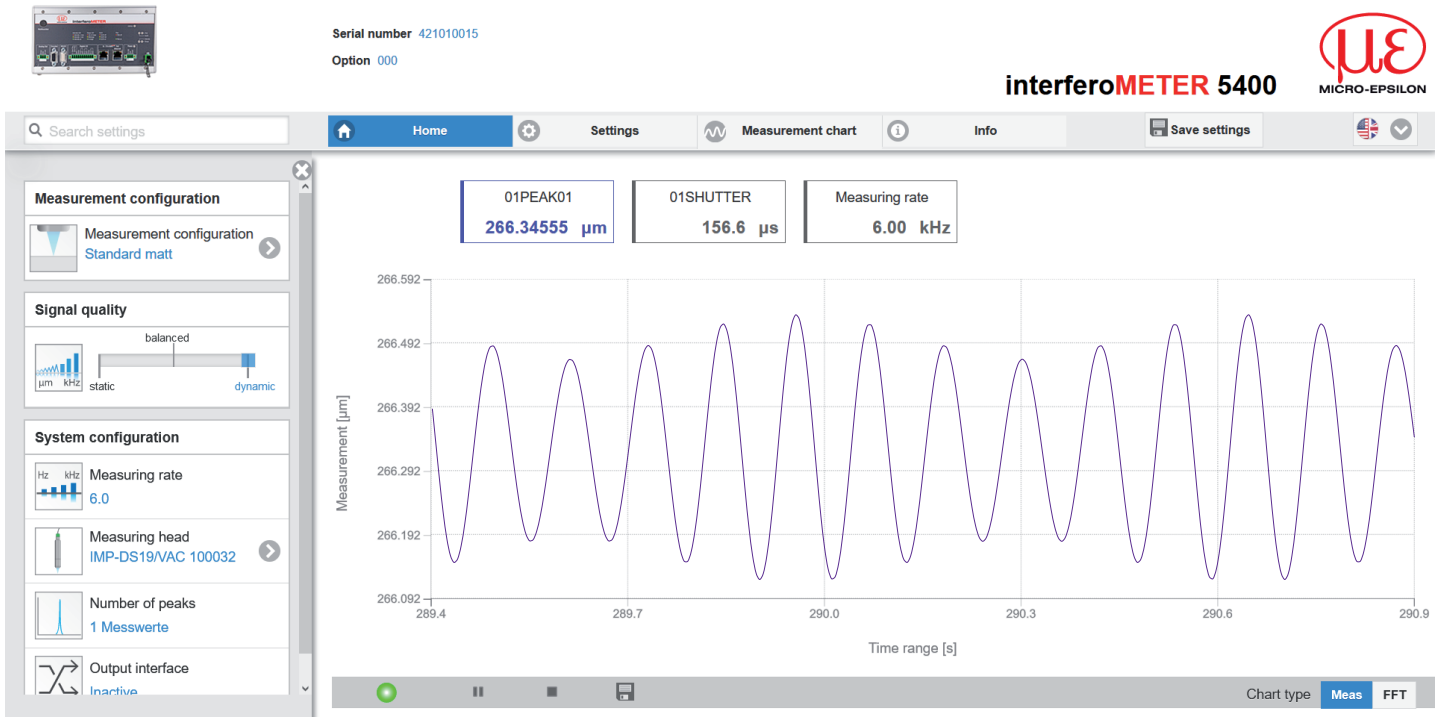 Serial number 421010015
Option 000
interferoMETER 5400
με
MICRO-EPSILON
Search settings
Home
Settings
Measurement chart
Info
Save settings
Measurement configuration
Measurement configuration
Standard matt
Signal quality
balanced
µm kHz
static
dynamic
System configuration
Hz kHz
Measuring rate
6.0
Measuring head
IMP-DS19/VAC 100032
Number of peaks
1 Messwerte
Output interface
Inactive
01PEAK01
266.34555 µm
01SHUTTER
156.6 µs
Measuring rate
6.00 kHz
Measurement [µm]
266.592
266.492
266.392
266.292
266.192
266.092
289.4 289.7 290.0 290.3 290.6 290.9
Time range [s]
Chart type Meas FFT